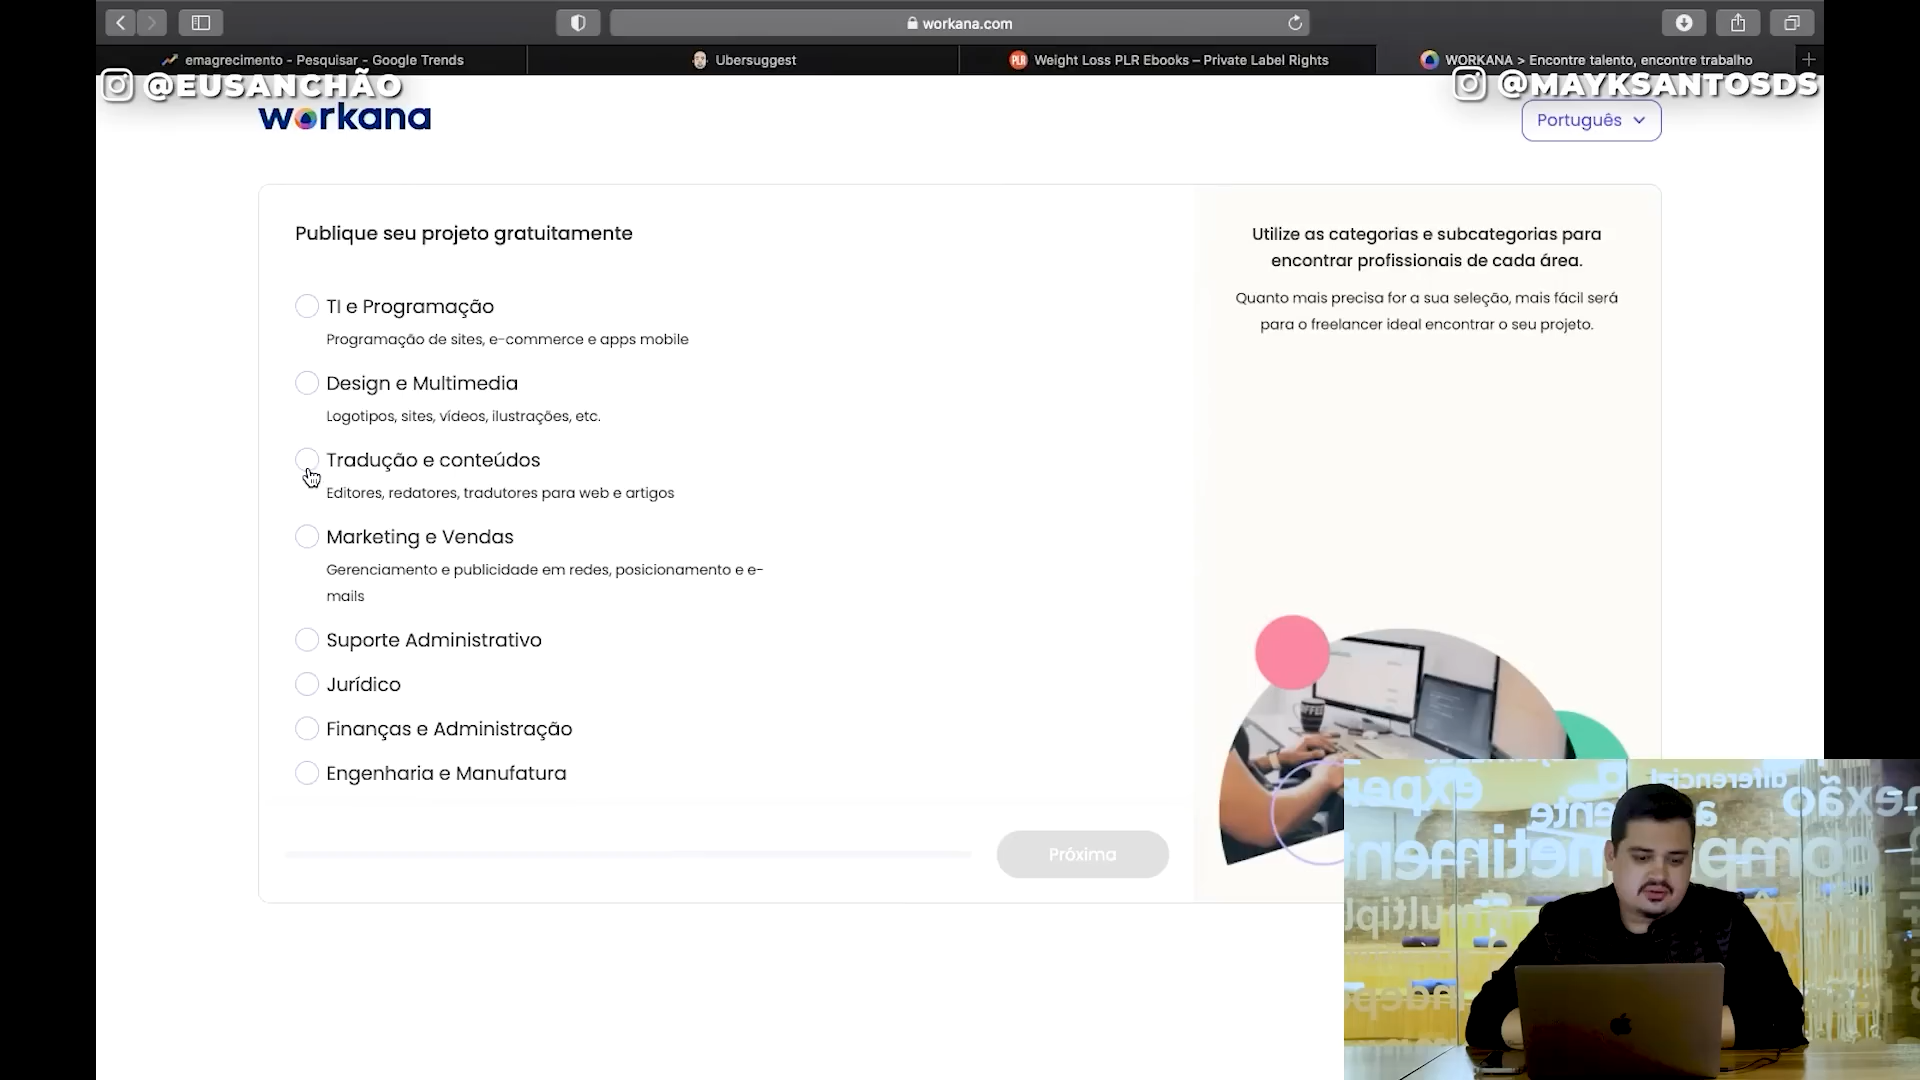 workana.com
emagrecimento - Pesquisar - Google Trends
Ubersuggest
PLR
Weight Loss PLR Ebooks – Private Label Rights
WORKANA > Encontre talento, encontre trabalho
@EUSANCHÃO
@MAYKSANTOSDS
workana
Português
Publique seu projeto gratuitamente
TI e Programação
Programação de sites, e-commerce e apps mobile
Design e Multimedia
Logotipos, sites, vídeos, ilustrações, etc.
Tradução e conteúdos
Editores, redatores, tradutores para web e artigos
Marketing e Vendas
Gerenciamento e publicidade em redes, posicionamento e e-
mails
Suporte Administrativo
Jurídico
Finanças e Administração
Engenharia e Manufatura
Próxima
Utilize as categorias e subcategorias para
encontrar profissionais de cada área.
Quanto mais precisa for a sua seleção, mais fácil será
para o freelancer ideal encontrar o seu projeto.
diferencial